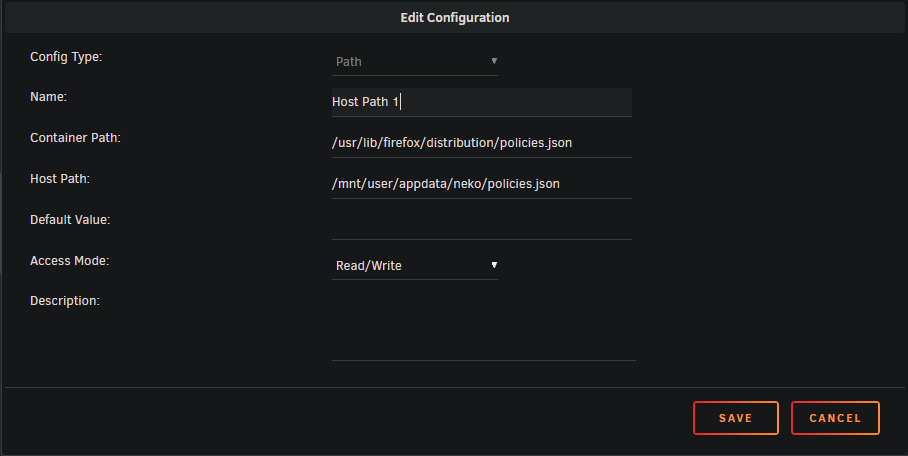 Edit Configuration
Config Type:
Path
Name:
Host Path 1
Container Path:
/usr/lib/firefox/distribution/policies.json
Host Path:
/mnt/user/appdata/neko/policies.json
Default Value:
Access Mode:
Read/Write
Description:
SAVE
CANCEL